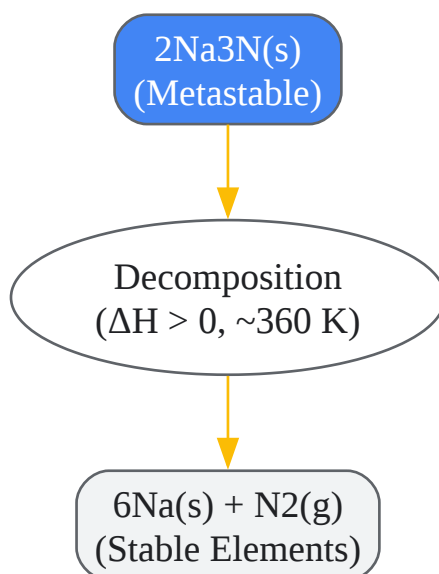 2Na3N(s)
(Metastable)
Decomposition
(ΔH > 0, ~360 K)
6Na(s) + N2(g)
(Stable Elements)